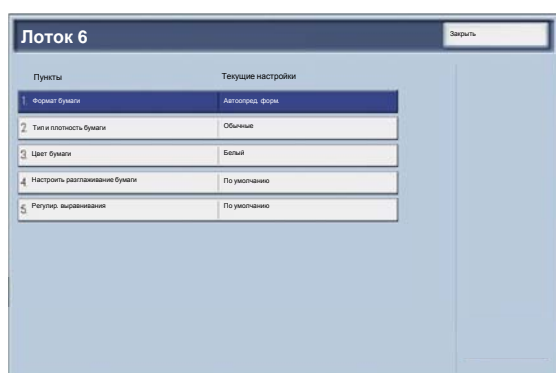 Лоток 6
Закрыть
Пункты Текущие настройки
1. Формат бумаги Автоопред. форм.
2. Тип и плотность бумаги Обычные
3. Цвет бумаги Белый
4. Настроить разглаживание бумаги По умолчанию
5. Регулир. выравнивания По умолчанию